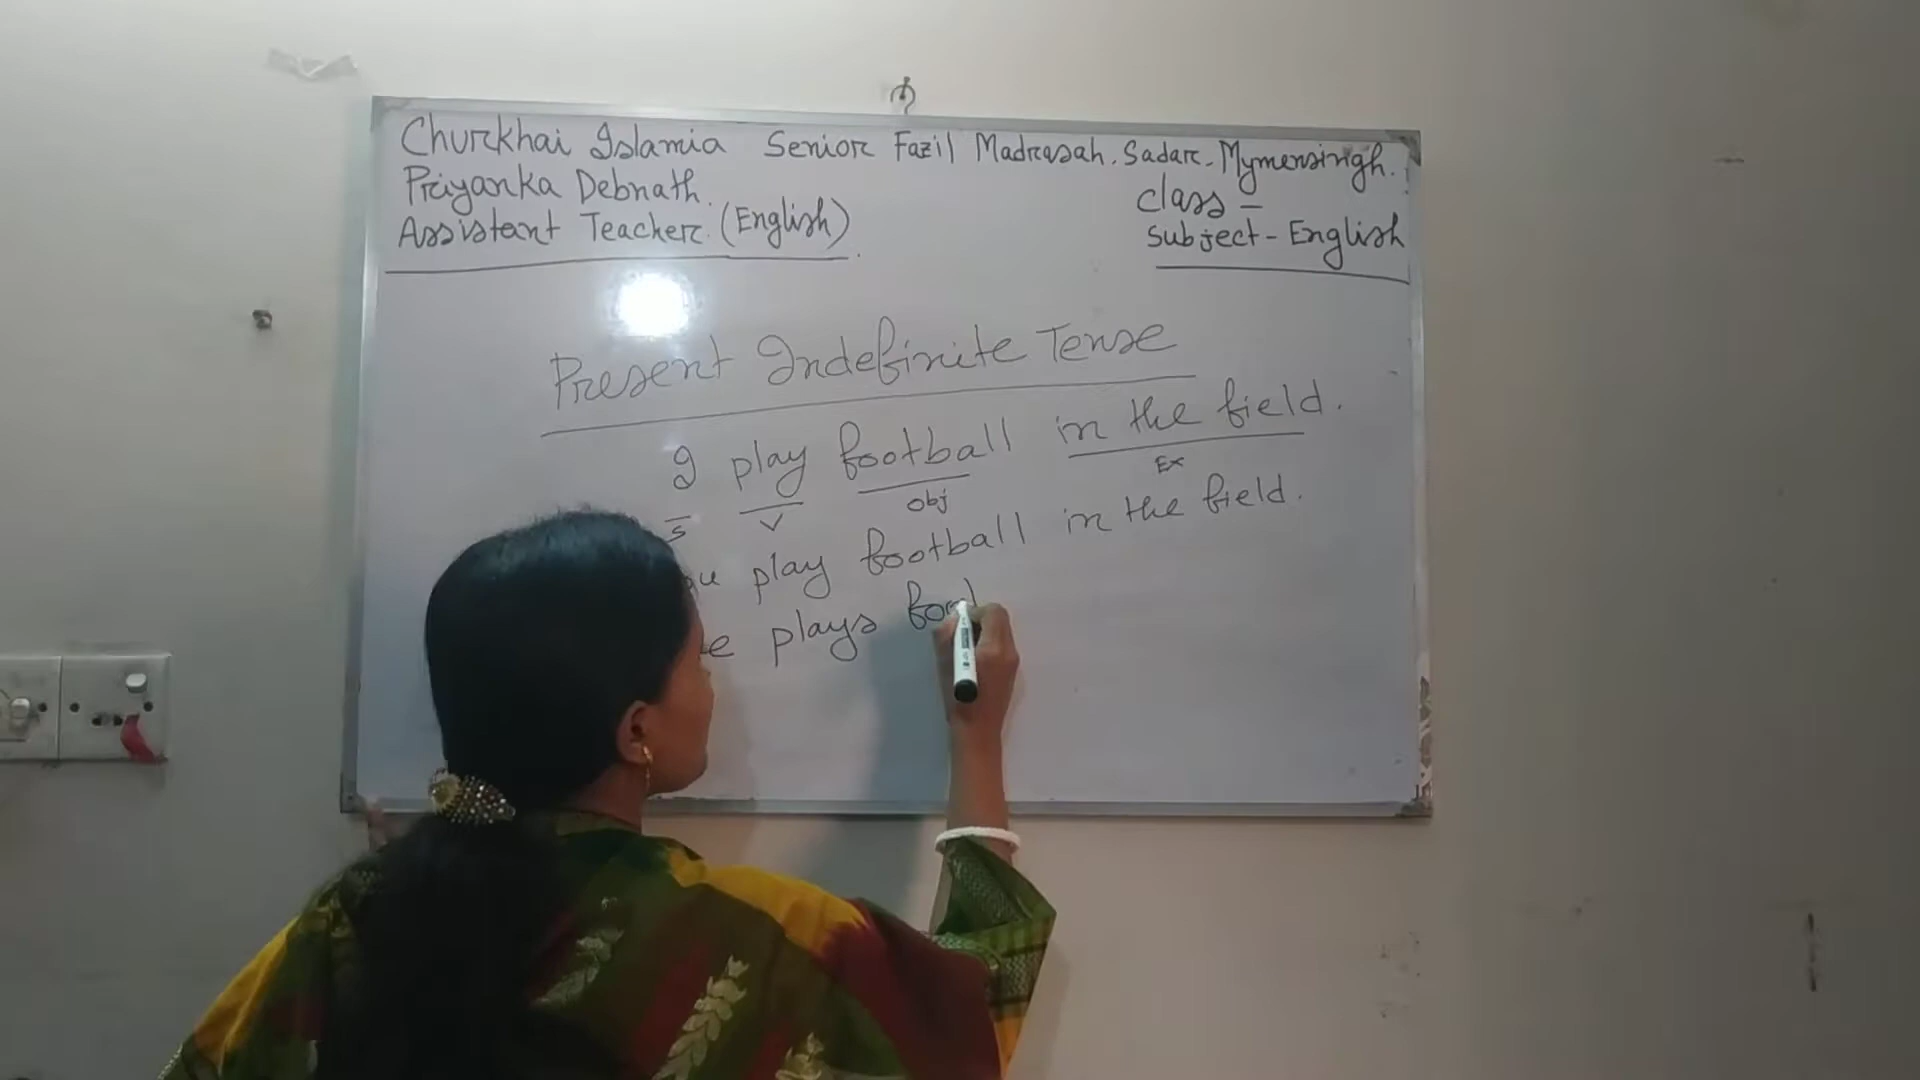 Churkhai Islamia Senior Fazil Madrasah. Sadar - Mymensingh.
Priyanka Debnath.
class -
Assistant Teacher. (English)
Subject - English
Present Indefinite Tense
I play football in the field.
S V obj Ex
play football in the field.
plays